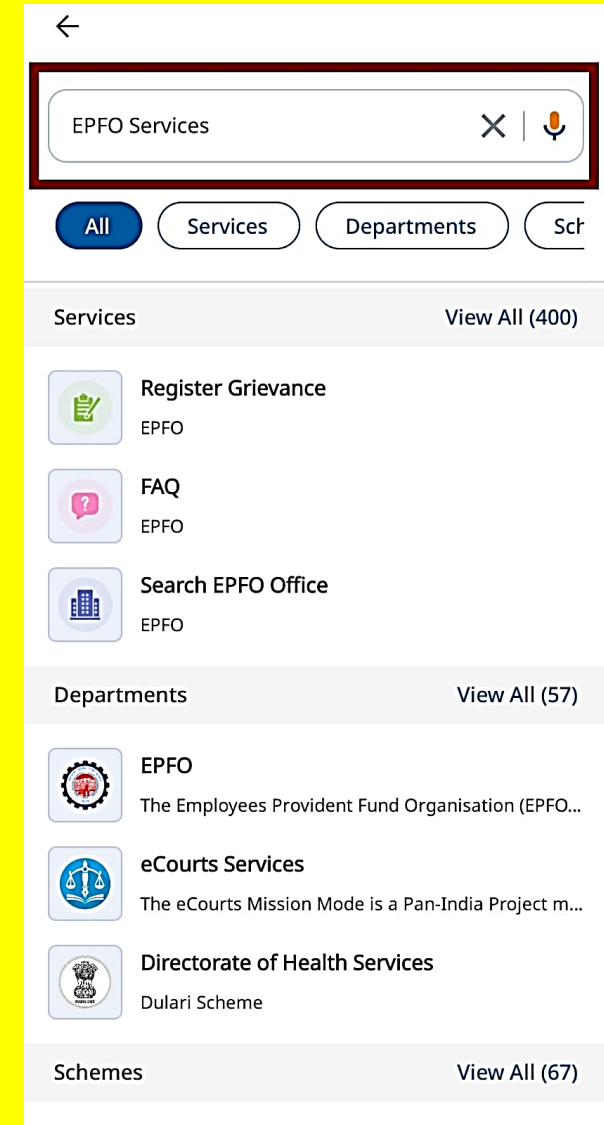 EPFO Services
All Services Departments Sch
Services View All (400)
Register Grievance
EPFO
?
FAQ
EPFO
Search EPFO Office
EPFO
Departments View All (57)
EPFO
The Employees Provident Fund Organisation (EPFO...
eCourts Services
The eCourts Mission Mode is a Pan-India Project m...
Directorate of Health Services
Dulari Scheme
Schemes View All (67)